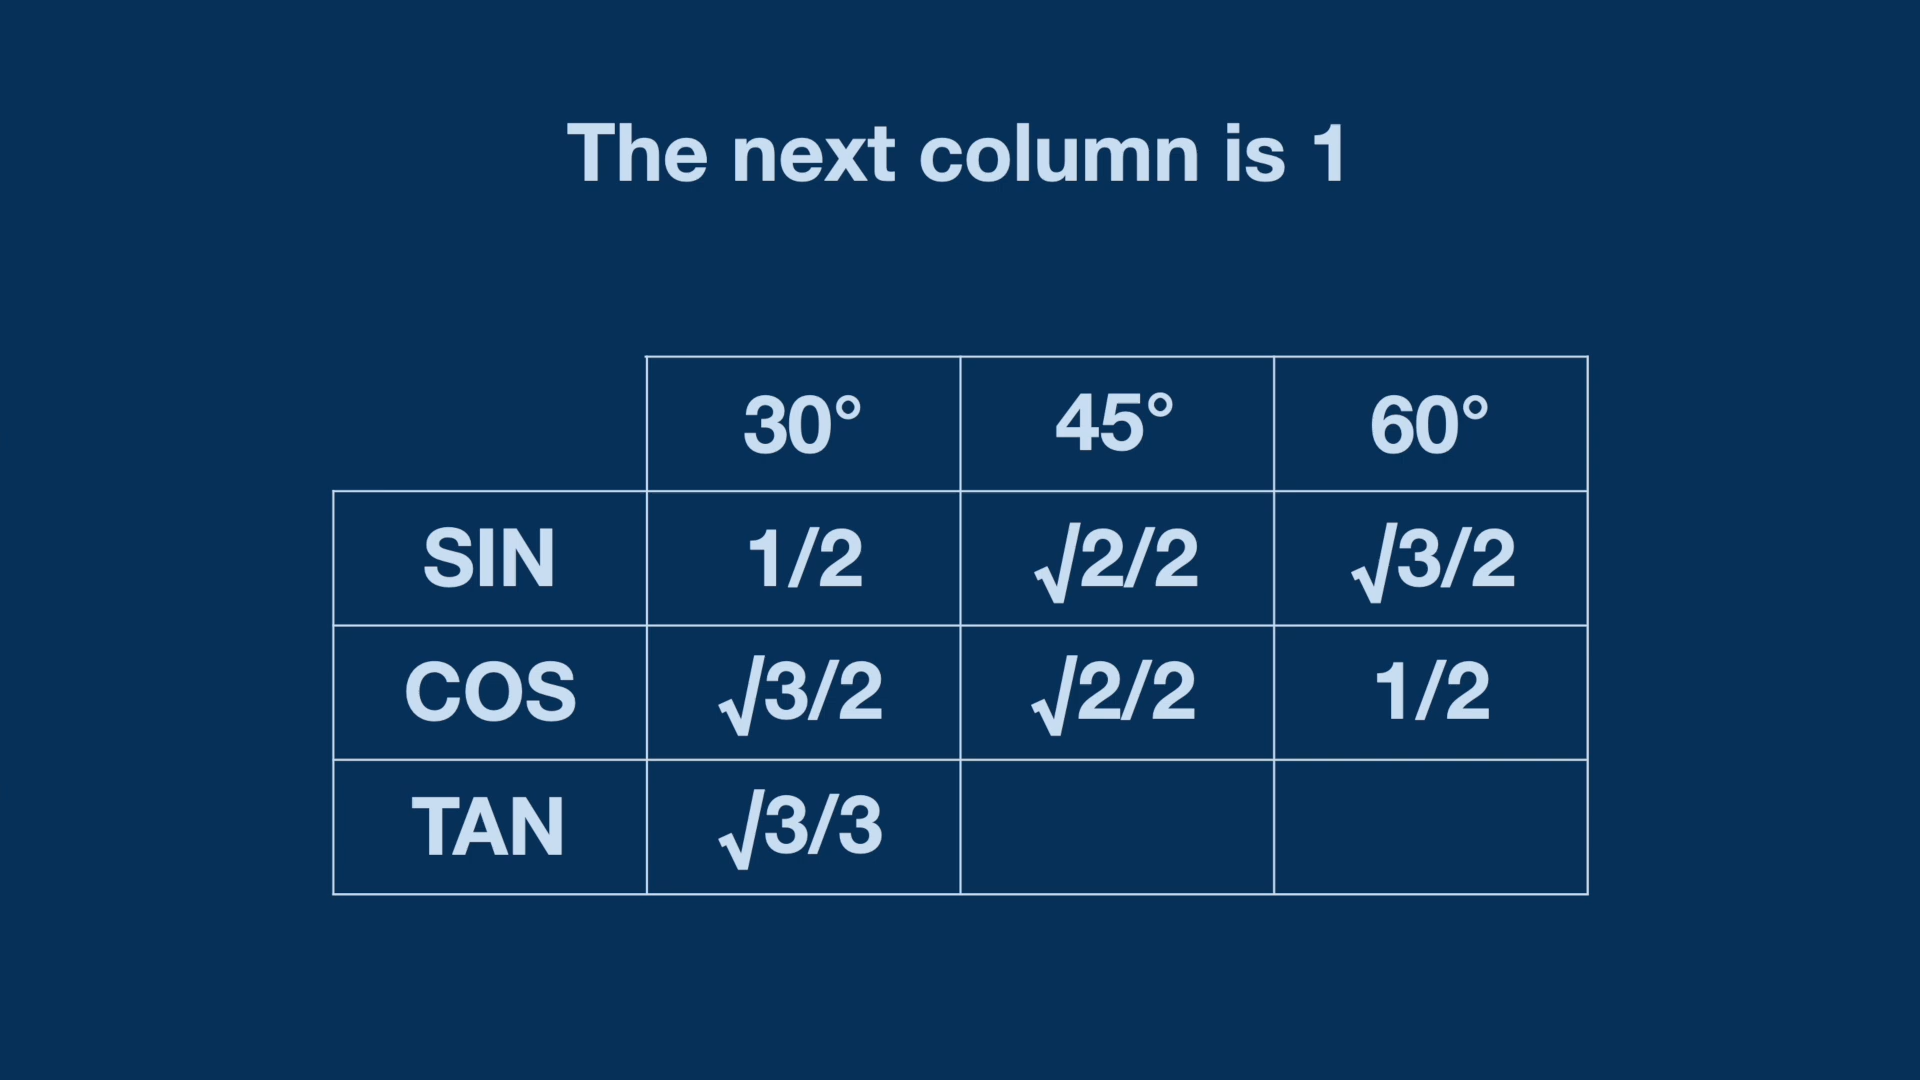 The next column is 1
30° 45° 60°
SIN 1/2 √2/2 √3/2
COS √3/2 √2/2 1/2
TAN √3/3